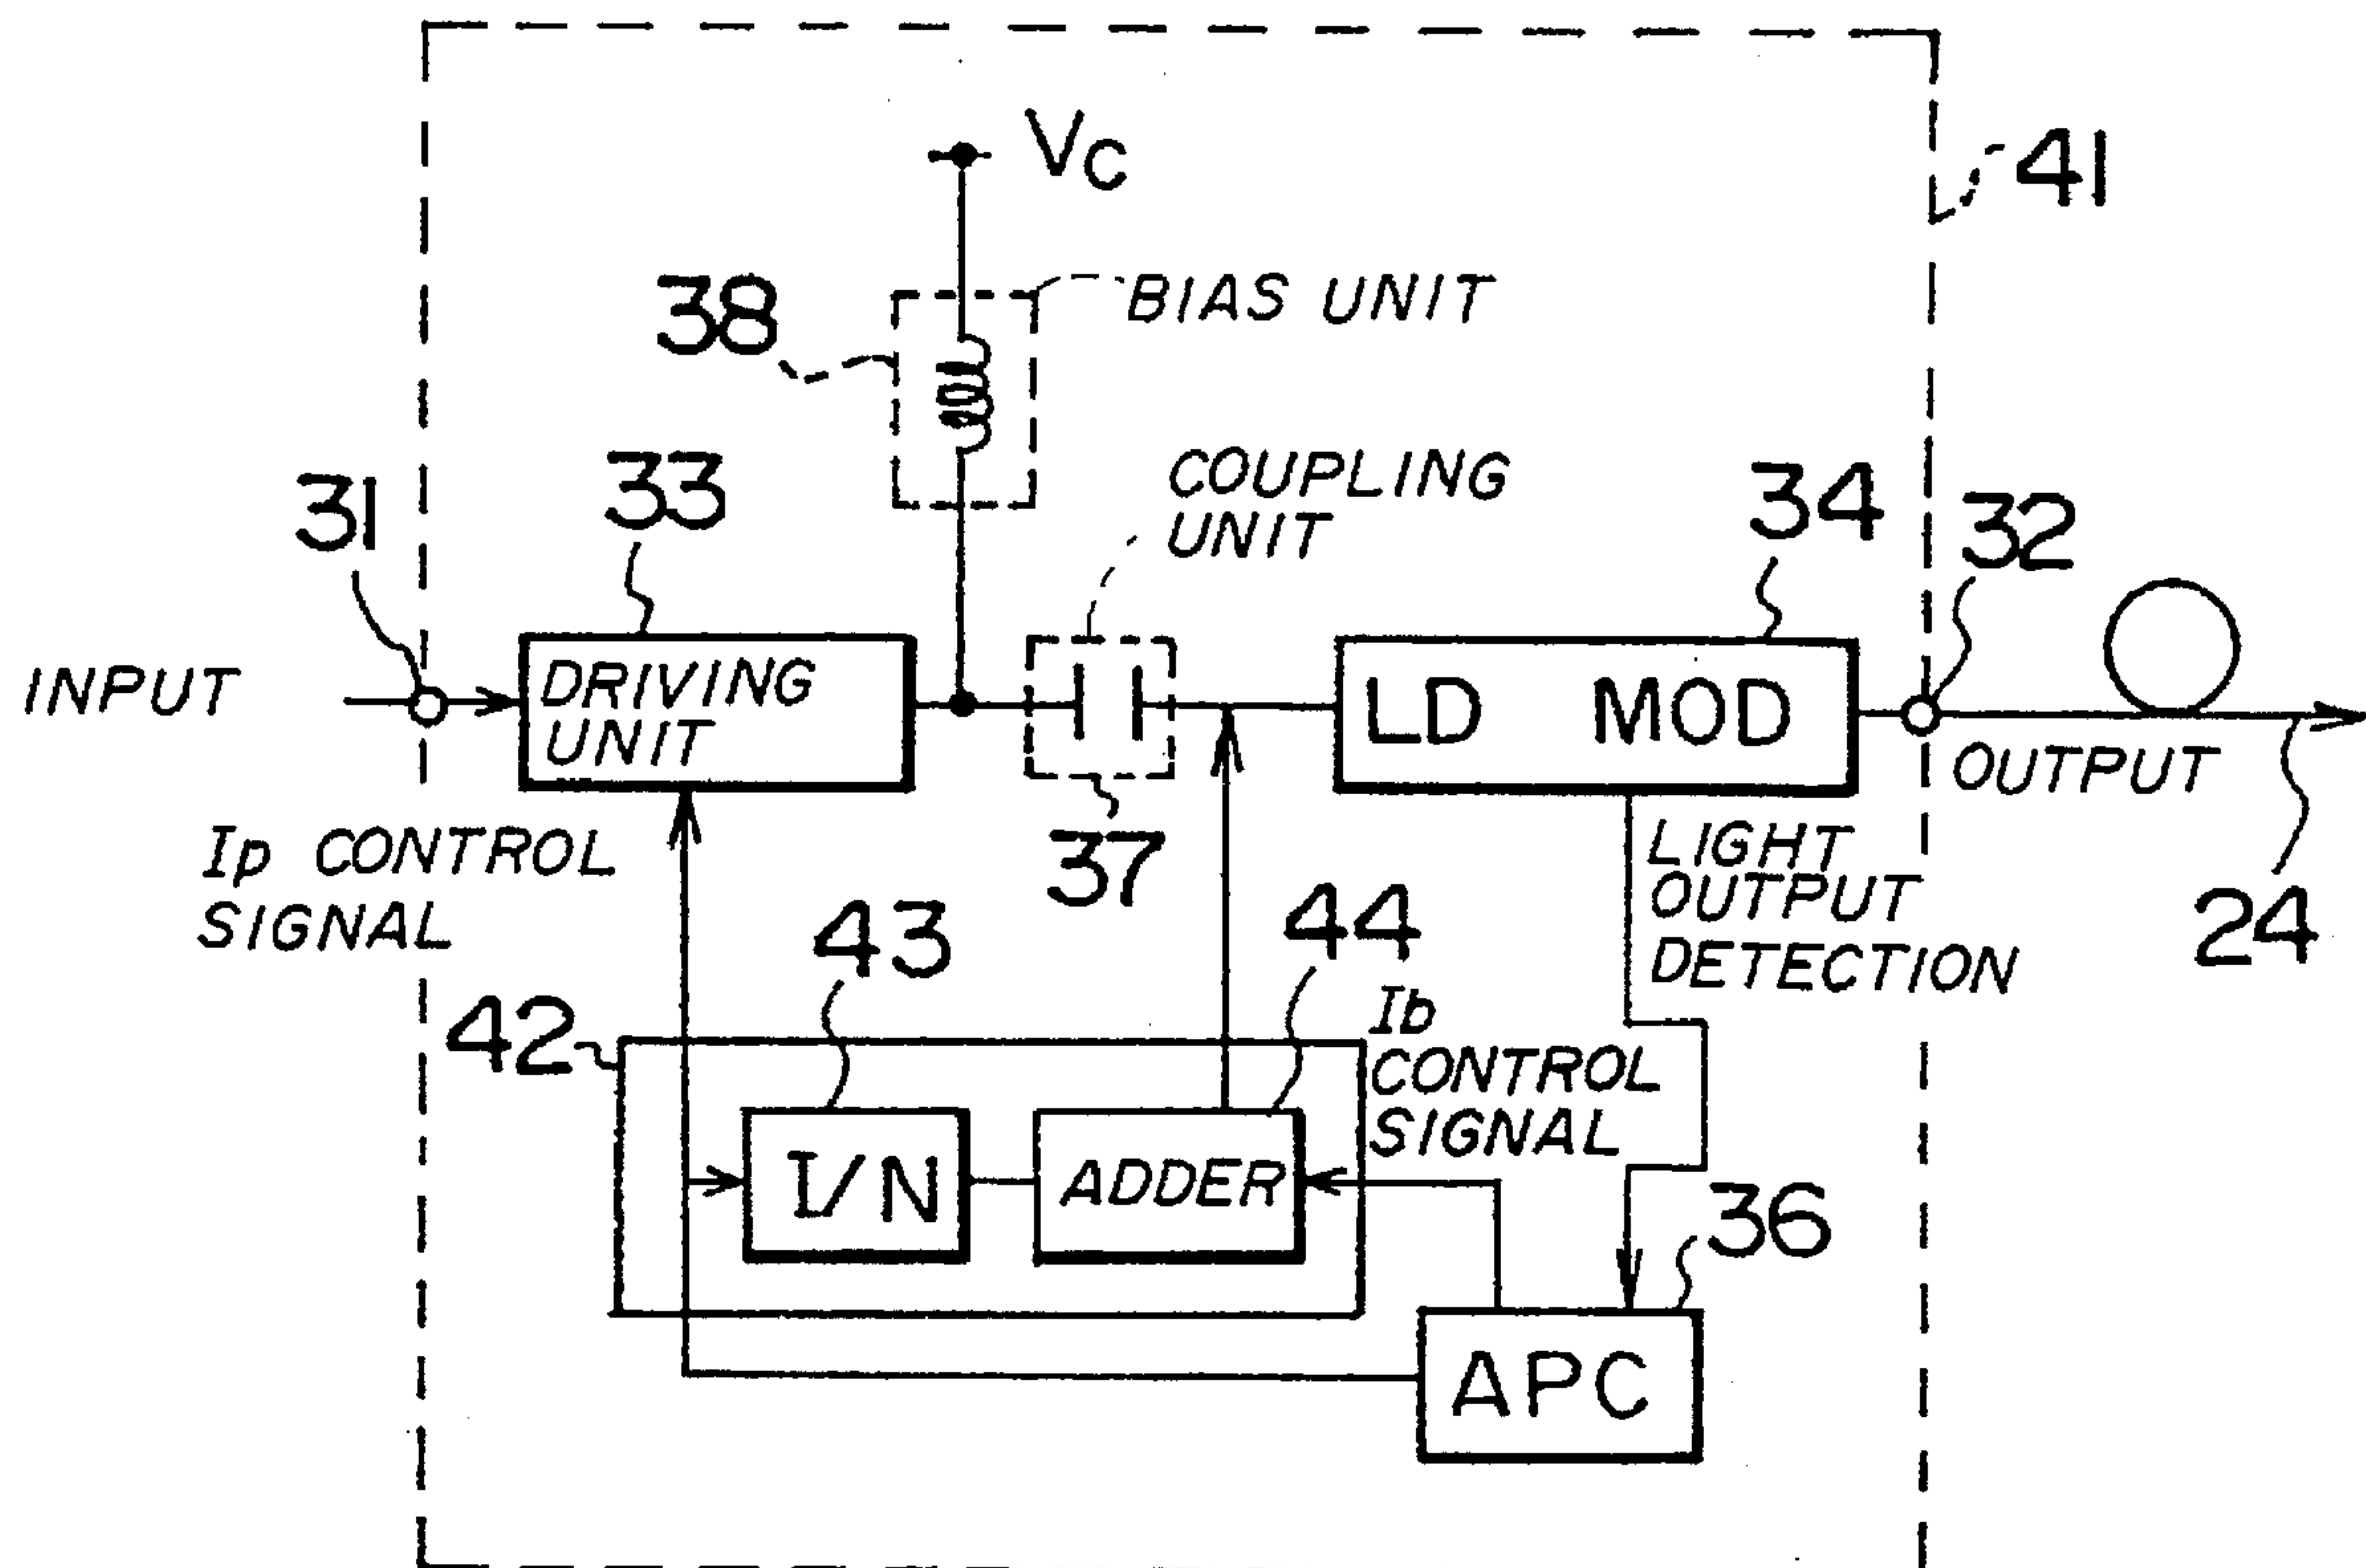 Vc
41
38
BIAS UNIT
COUPLING
UNIT
31
33
34
32
INPUT
DRIVING
UNIT
LD MOD
OUTPUT
37
24
Ip CONTROL
SIGNAL
LIGHT
OUTPUT
DETECTION
43
44
42
Ib
CONTROL
SIGNAL
1/N
ADDER
36
APC